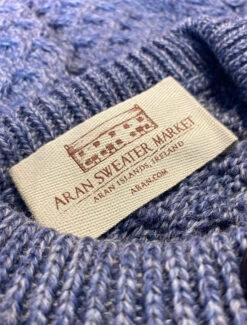 ARAN SWEATER MARKET
ARAN ISLANDS, IRELAND
ARAN.COM